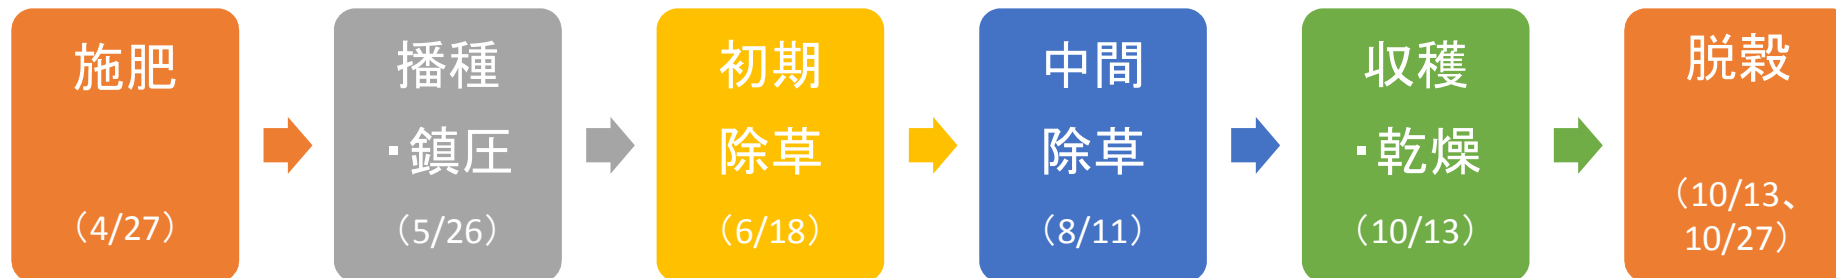 施肥
（4/27）
播種
・鎮圧
（5/26）
初期
除草
（6/18）
中間
除草
（8/11）
収穫
・乾燥
（10/13）
脱穀
（10/13、
10/27）